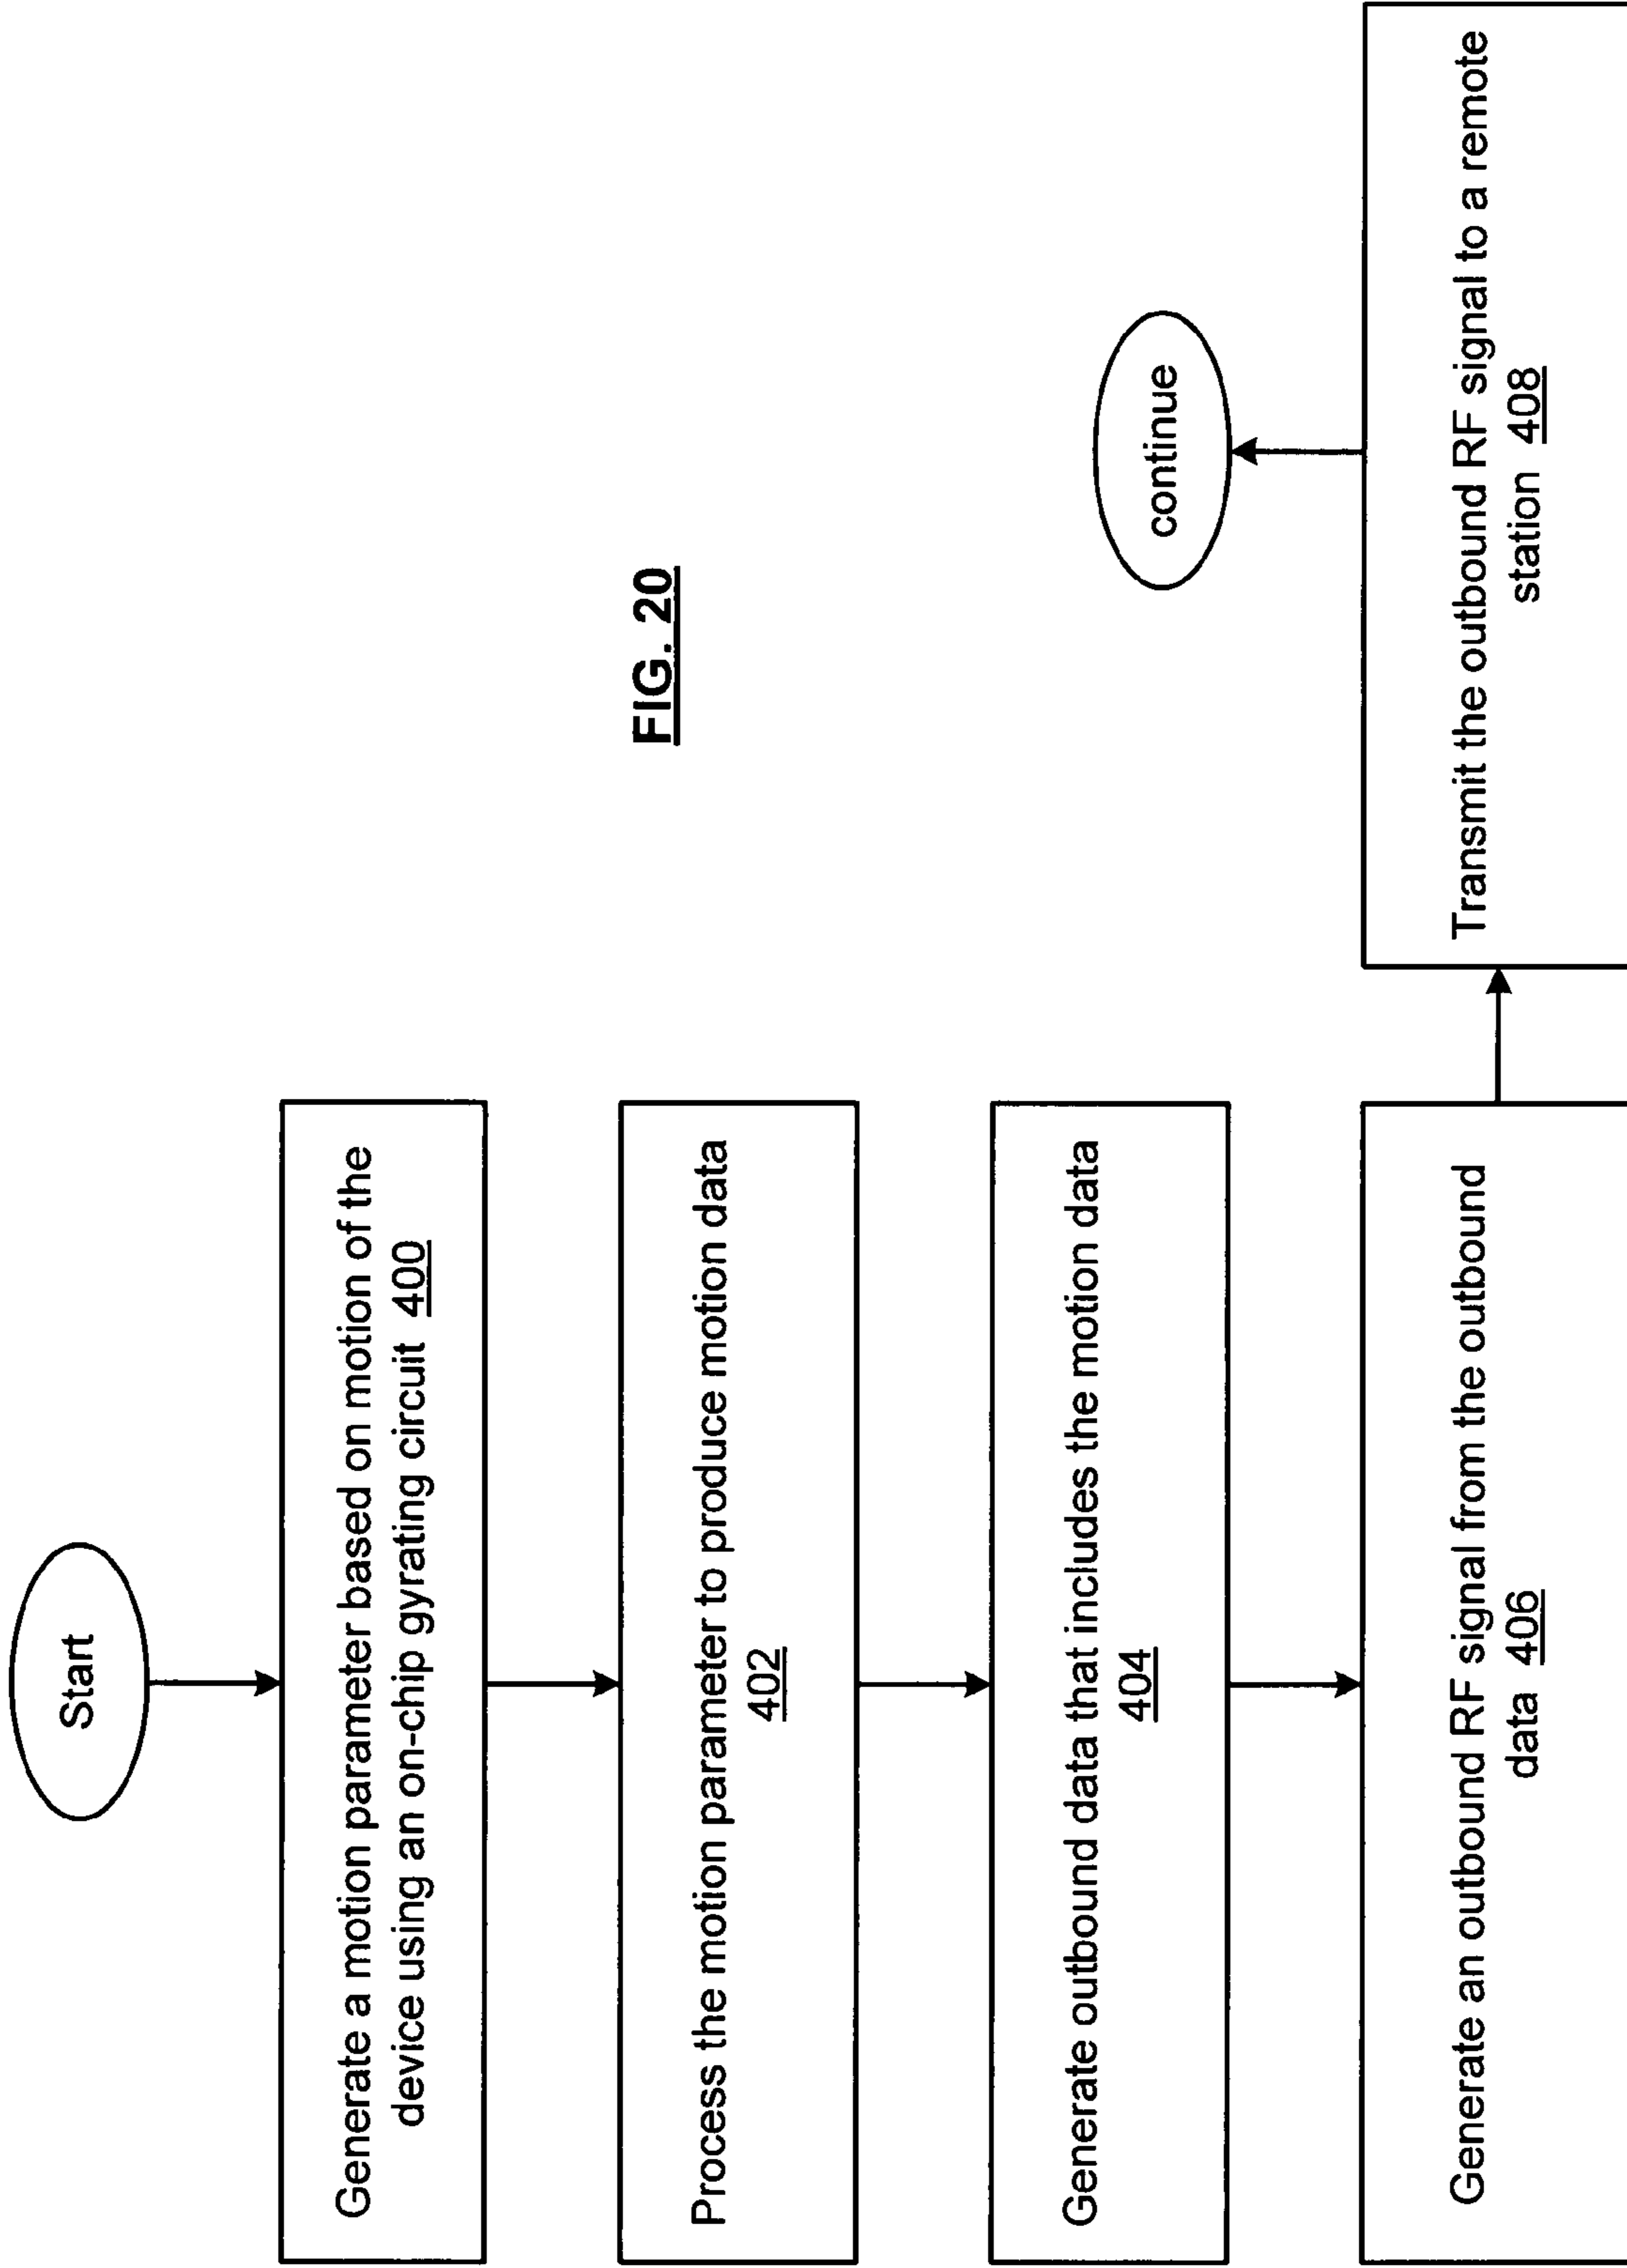 Start
Generate a motion parameter based on motion of the
device using an on-chip gyrating circuit 400
Process the motion parameter to produce motion data
402
Generate outbound data that includes the motion data
404
Generate an outbound RF signal from the outbound
data 406
Transmit the outbound RF signal to a remote
station 408
continue
FIG. 20